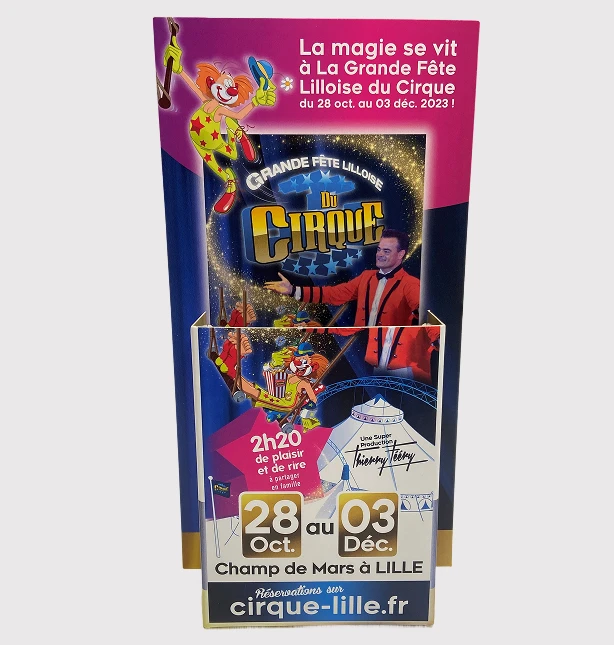 La magie se vit
à La Grande Fête
Lilloise du Cirque
du 28 oct. au 03 déc. 2023 !
GRANDE FÊTE LILLOISE
DU
CIRQUE
2h20
de plaisir
et de rire
à partager
en famille
Une Super
Production
Thierry Fééry
28 au 03
Oct. Déc.
Champ de Mars à LILLE
Réservations sur
cirque-lille.fr